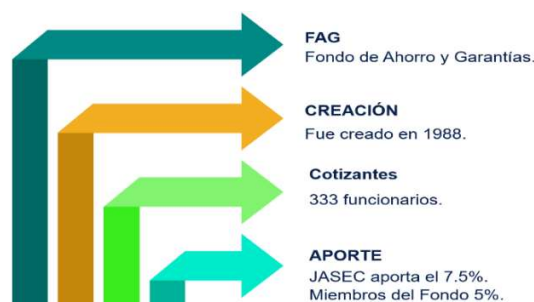 FAG
Fondo de Ahorro y Garantías.
CREACIÓN
Fue creado en 1988.
Cotizantes
333 funcionarios.
APORTE
JASEC aporta el 7.5%.
Miembros del Fondo 5%.